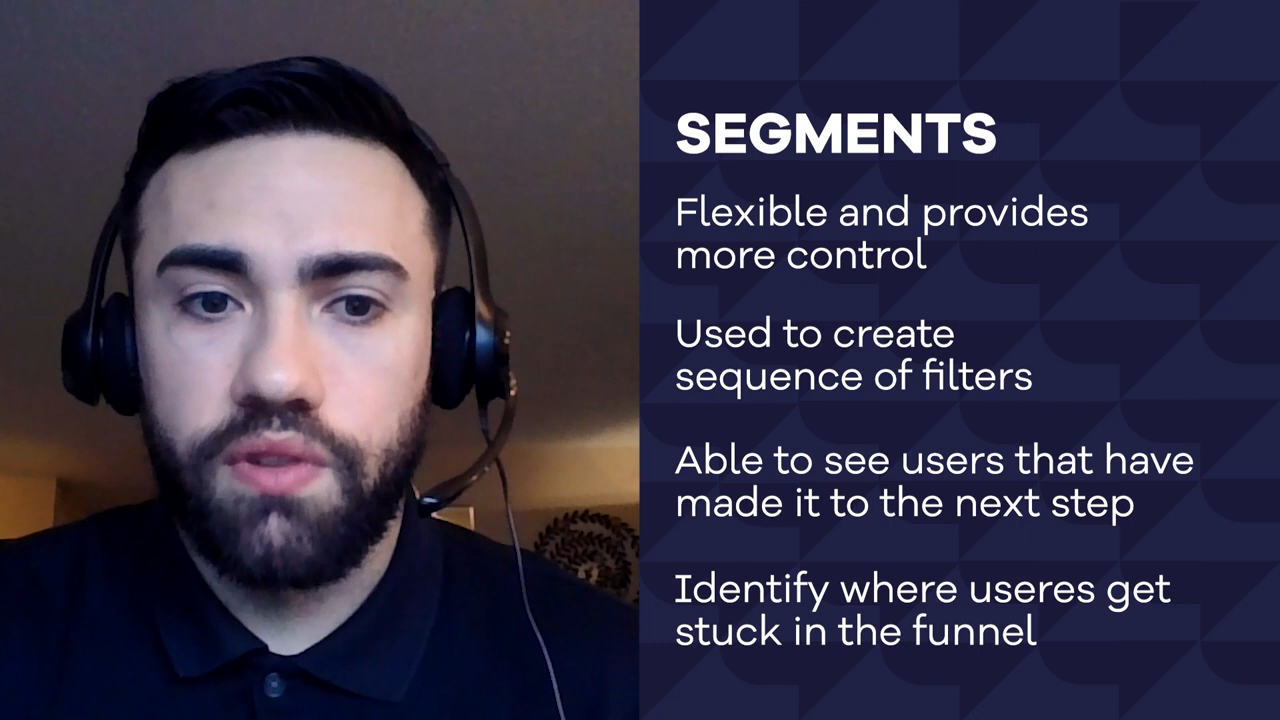 SEGMENTS
Flexible and provides
more control
Used to create
sequence of filters
Able to see users that have
made it to the next step
Identify where useres get
stuck in the funnel